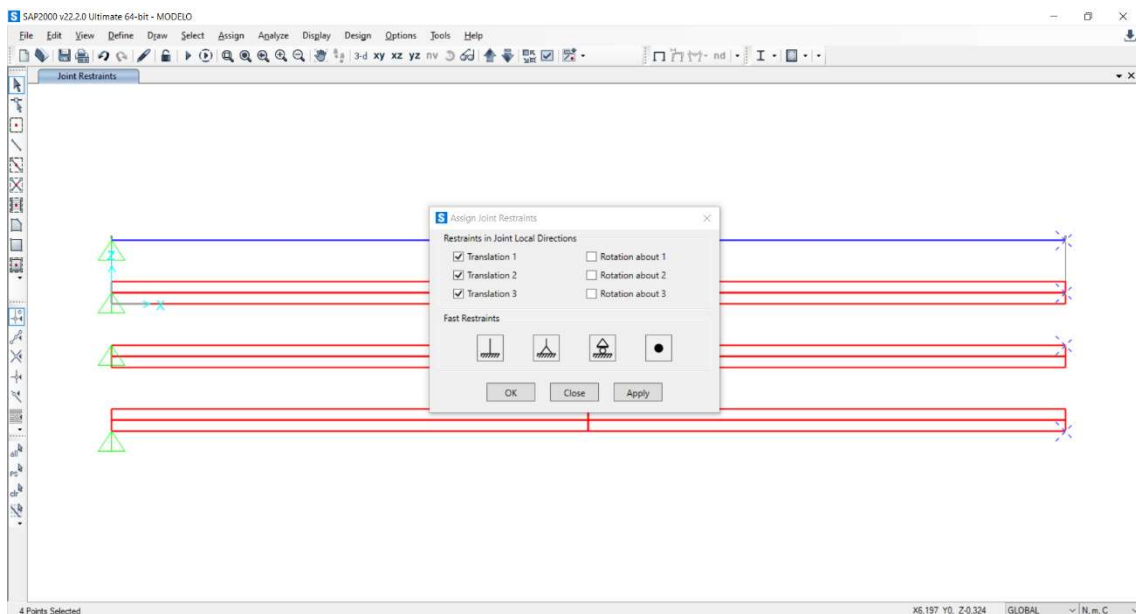 SAP2000 v22.2.0 Ultimate 64-bit - MODELO
File Edit View Define Draw Select Assign Analyze Display Design Options Tools Help
3-d xy xz yz nv nd
Joint Restraints
S Assign Joint Restraints
Restraints in Joint Local Directions
Translation 1 Rotation about 1
Translation 2 Rotation about 2
Translation 3 Rotation about 3
Fast Restraints
OK Close Apply
Z
X
all
PS
clr
4 Points Selected X6.197 Y0. Z-0.324 GLOBAL N, m, C